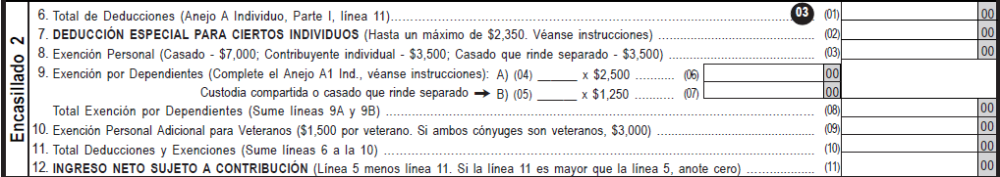 Encasillado 2
6. Total de Deducciones (Anejo A Individuo, Parte I, línea 11)..... 03 (01) 00
7. DEDUCCIÓN ESPECIAL PARA CIERTOS INDIVIDUOS (Hasta un máximo de $2,350. Véanse instrucciones) ..... (02) 00
8. Exención Personal (Casado - $7,000; Contribuyente individual - $3,500; Casado que rinde separado - $3,500) ..... (03) 00
9. Exención por Dependientes (Complete el Anejo A1 Ind., véanse instrucciones): A) (04) ______ x $2,500 ........... (06) 00
Custodia compartida o casado que rinde separado → B) (05) ______ x $1,250 ........... (07) 00
Total Exención por Dependientes (Sume líneas 9A y 9B) ..... (08) 00
10. Exención Personal Adicional para Veteranos ($1,500 por veterano. Si ambos cónyuges son veteranos, $3,000) ..... (09) 00
11. Total Deducciones y Exenciones (Sume líneas 6 a la 10) ..... (10) 00
12. INGRESO NETO SUJETO A CONTRIBUCIÓN (Línea 5 menos línea 11. Si la línea 11 es mayor que la línea 5, anote cero) ..... (11) 00